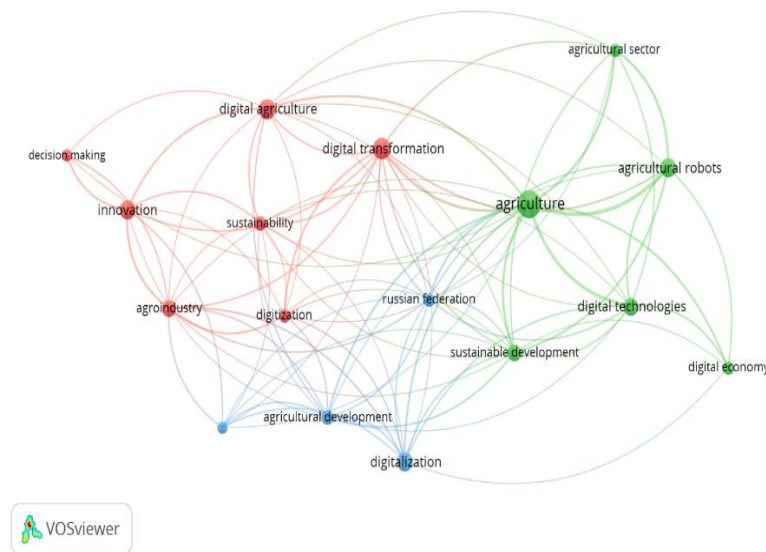 agricultural sector
digital agriculture
digital transformation
decision making
agricultural robots
innovation
agriculture
sustainability
russian federation
agroindustry
digitization
digital technologies
sustainable development
digital economy
agricultural development
digitalization
VOSviewer